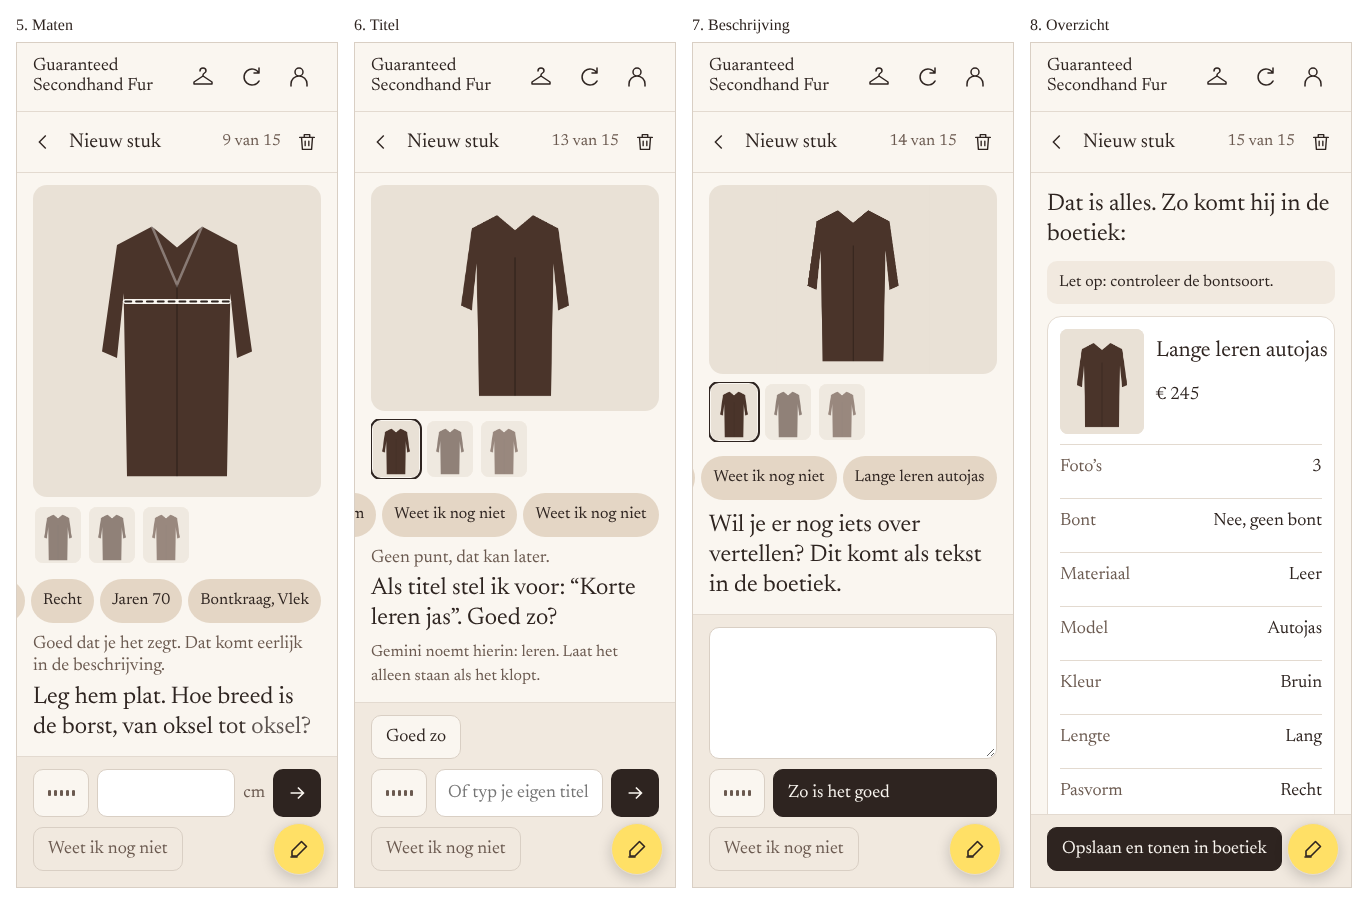 5. Maten
Guaranteed
Secondhand Fur
Nieuw stuk
9 van 15
Recht
Jaren 70
Bontkraag, Vlek
Goed dat je het zegt. Dat komt eerlijk
in de beschrijving.
Leg hem plat. Hoe breed is
de borst, van oksel tot oksel?
cm
Weet ik nog niet
6. Titel
Guaranteed
Secondhand Fur
Nieuw stuk
13 van 15
n
Weet ik nog niet
Weet ik nog niet
Geen punt, dat kan later.
Als titel stel ik voor: “Korte
leren jas”. Goed zo?
Gemini noemt hierin: leren. Laat het
alleen staan als het klopt.
Goed zo
Of typ je eigen titel
Weet ik nog niet
7. Beschrijving
Guaranteed
Secondhand Fur
Nieuw stuk
14 van 15
Weet ik nog niet
Lange leren autojas
Wil je er nog iets over
vertellen? Dit komt als tekst
in de boetiek.
Zo is het goed
Weet ik nog niet
8. Overzicht
Guaranteed
Secondhand Fur
Nieuw stuk
15 van 15
Dat is alles. Zo komt hij in de
boetiek:
Let op: controleer de bontsoort.
Lange leren autojas
€ 245
Foto’s 3
Bont Nee, geen bont
Materiaal Leer
Model Autojas
Kleur Bruin
Lengte Lang
Pasvorm Recht
Opslaan en tonen in boetiek